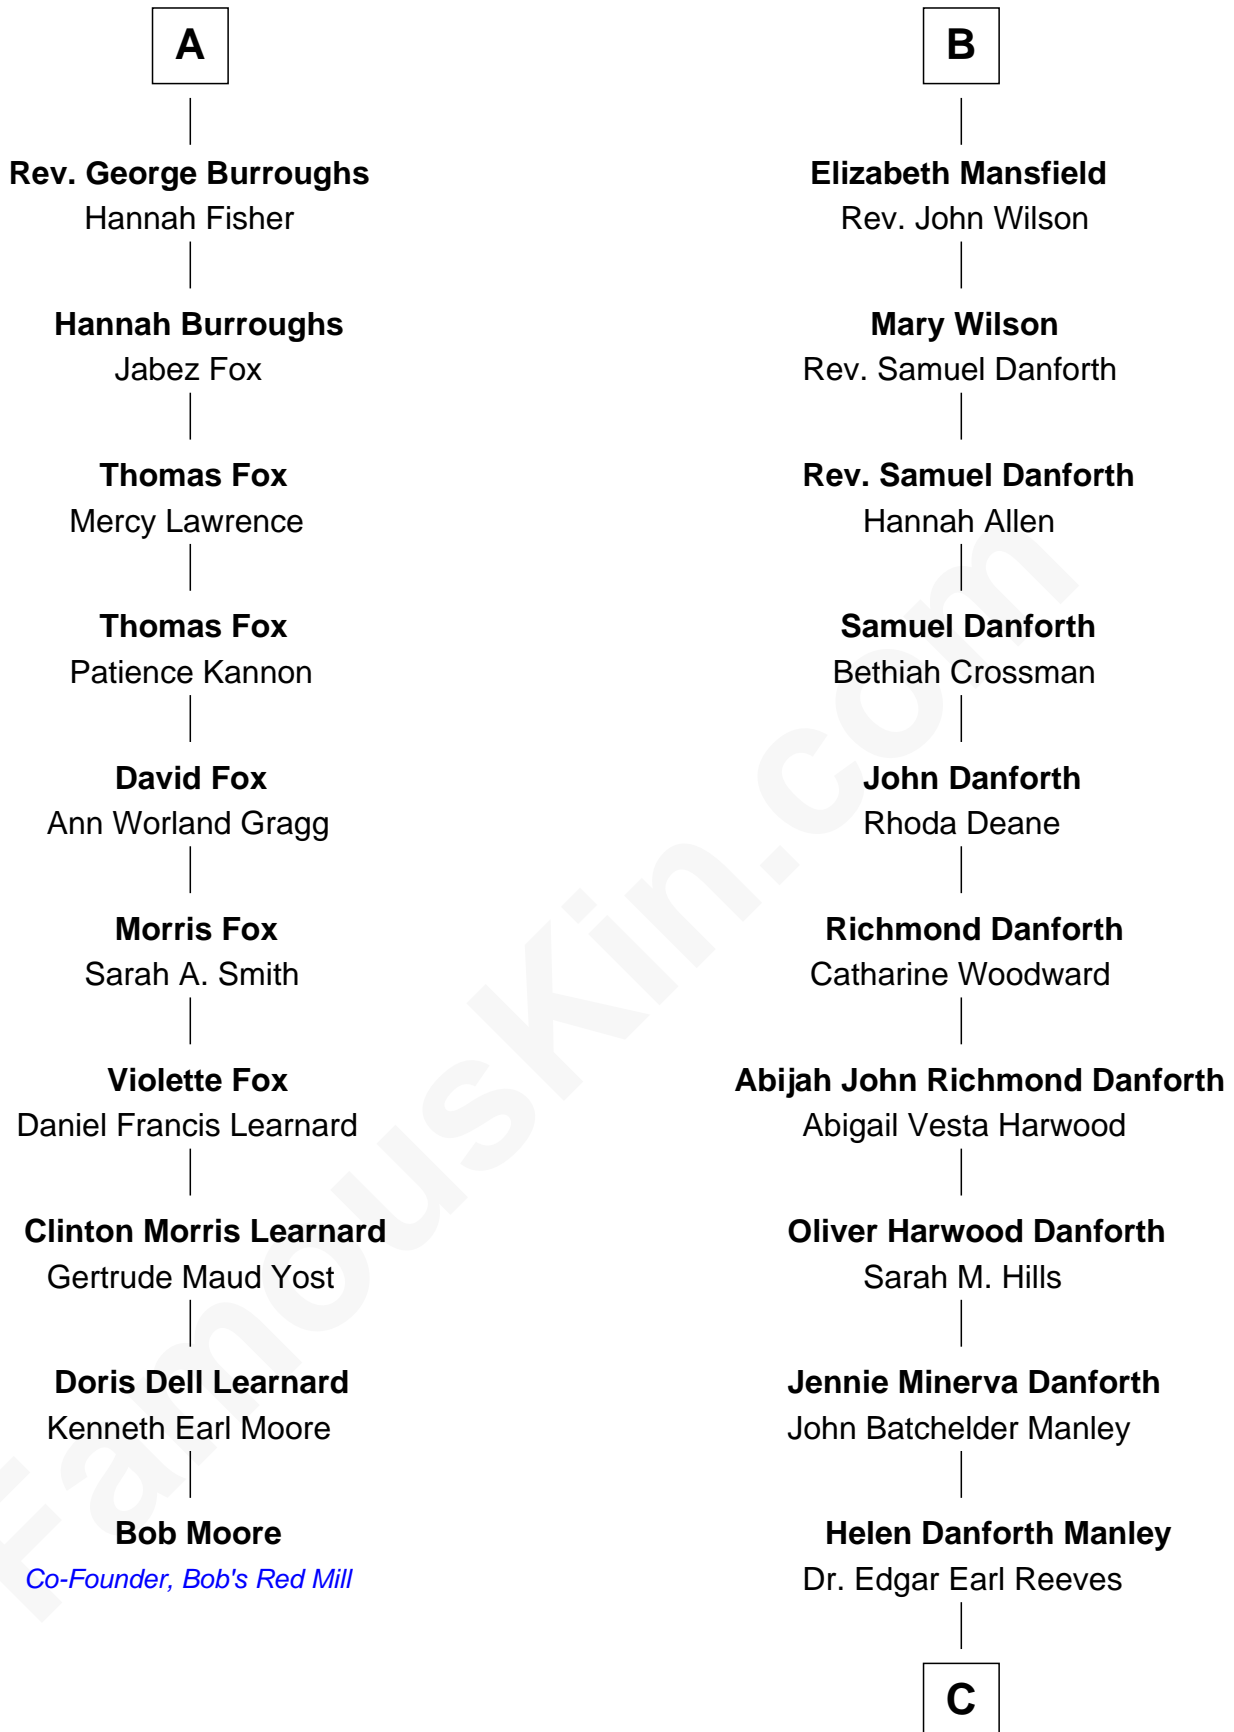 A
Rev. George Burroughs
Hannah Fisher
Hannah Burroughs
Jabez Fox
Thomas Fox
Mercy Lawrence
Thomas Fox
Patience Kannon
David Fox
Ann Worland Gragg
Morris Fox
Sarah A. Smith
Violette Fox
Daniel Francis Learnard
Clinton Morris Learnard
Gertrude Maud Yost
Doris Dell Learnard
Kenneth Earl Moore
Bob Moore
Co-Founder, Bob's Red Mill
B
Elizabeth Mansfield
Rev. John Wilson
Mary Wilson
Rev. Samuel Danforth
Rev. Samuel Danforth
Hannah Allen
Samuel Danforth
Bethiah Crossman
John Danforth
Rhoda Deane
Richmond Danforth
Catharine Woodward
Abijah John Richmond Danforth
Abigail Vesta Harwood
Oliver Harwood Danforth
Sarah M. Hills
Jennie Minerva Danforth
John Batchelder Manley
Helen Danforth Manley
Dr. Edgar Earl Reeves
C
FamousKin.com